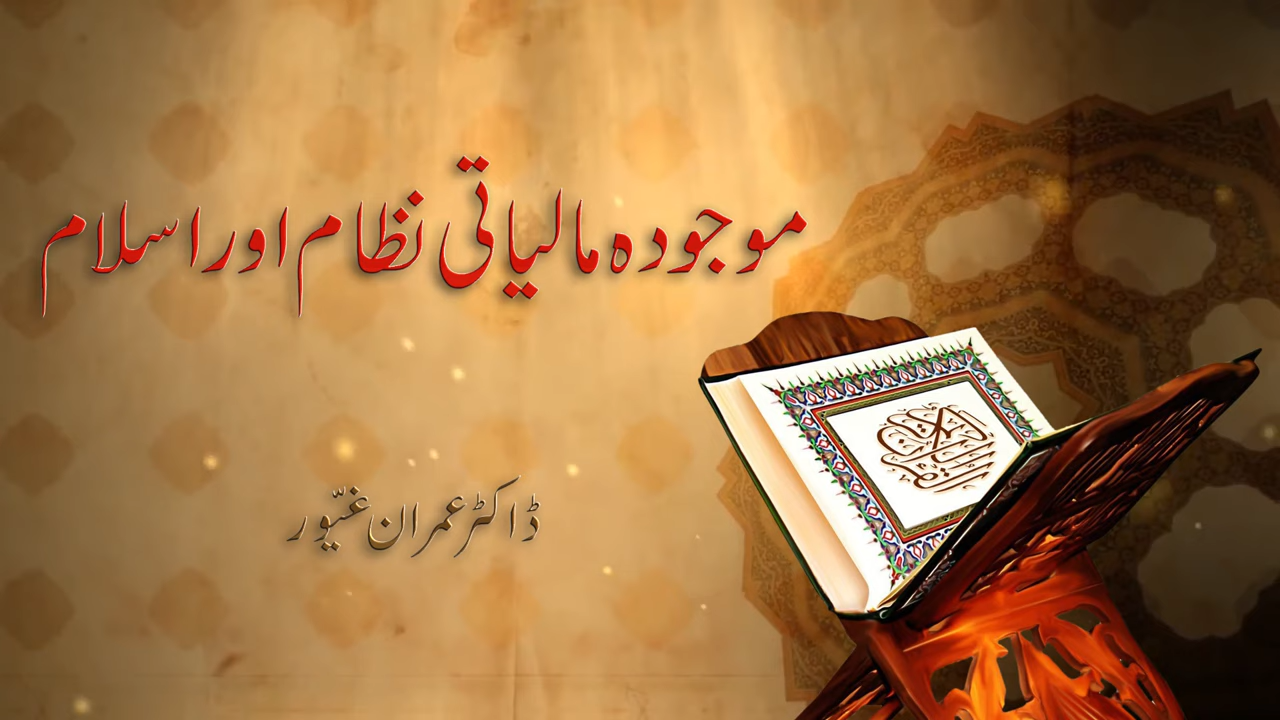 موجودہ مالیاتی نظام اور اسلام
ڈاکٹر عمران غیّور